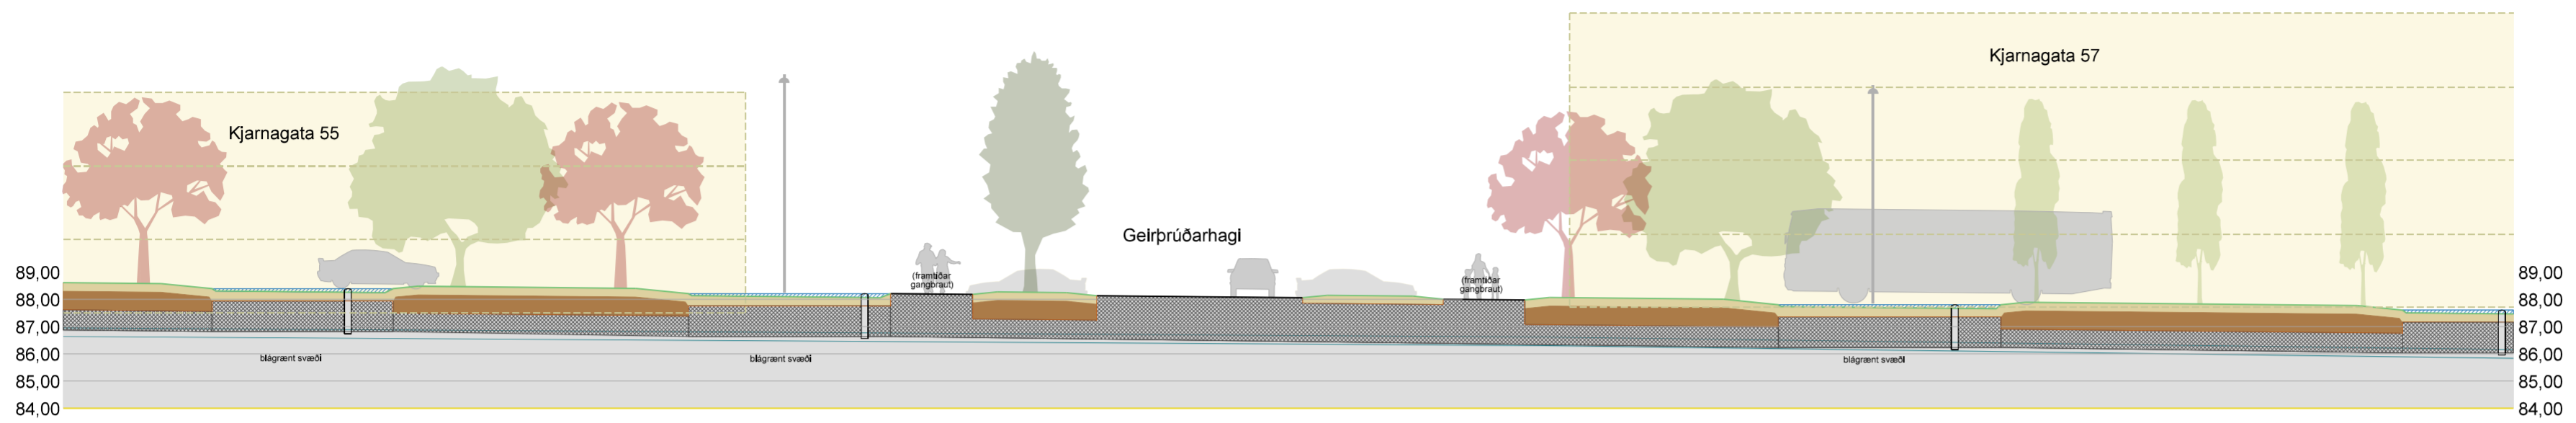 Kjarnagata 57
Kjarnagata 55
Geirþrúðarhagi
(framtíðar
gangbraut)
(framtíðar
gangbraut)
89,00
88,00
87,00
86,00
85,00
84,00
89,00
88,00
87,00
86,00
85,00
84,00
blágrænt svæði
blágrænt svæði
blágrænt svæði